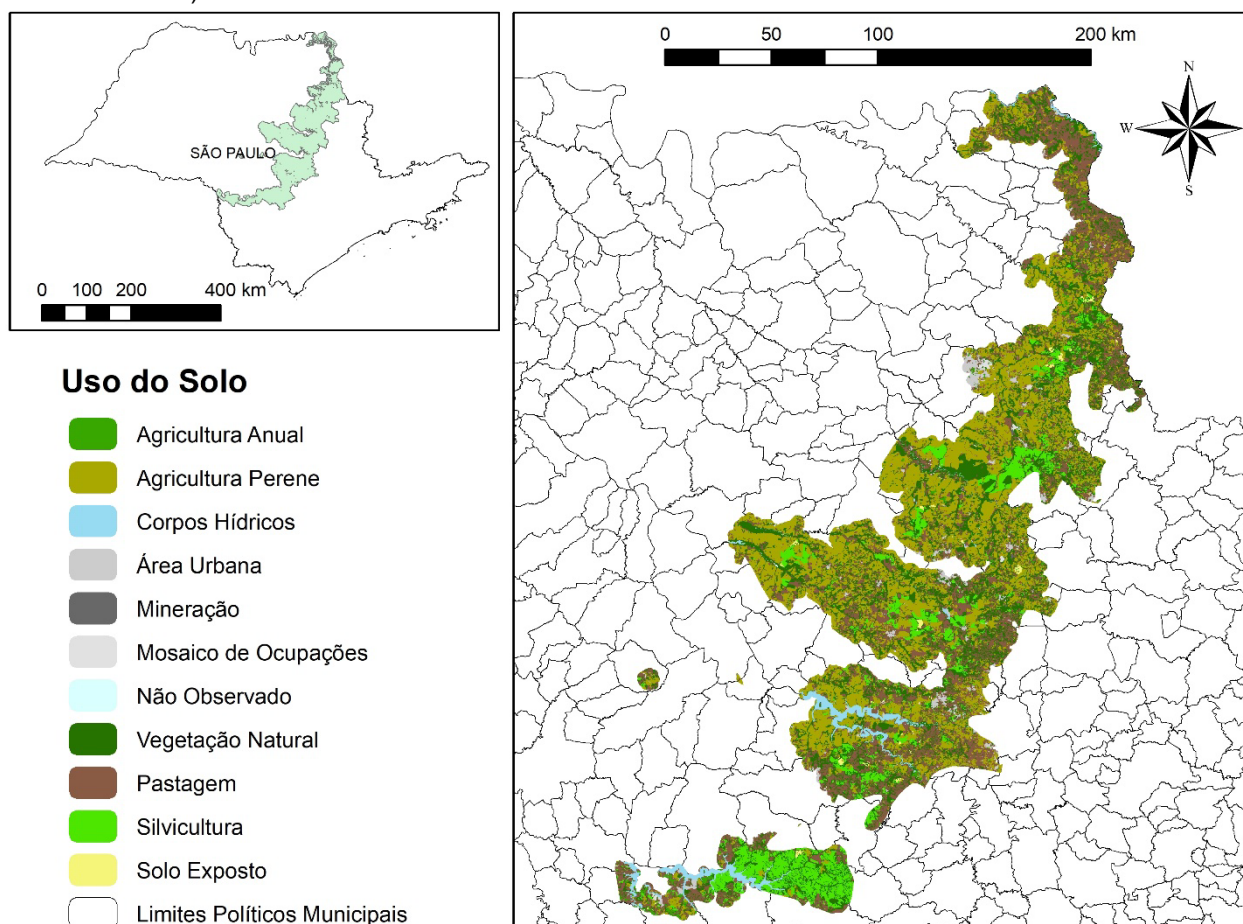 SÃO PAULO
0 100 200 400 km
0 50 100 200 km
N
W
S
Uso do Solo
Agricultura Anual
Agricultura Perene
Corpos Hídricos
Área Urbana
Mineração
Mosaico de Ocupações
Não Observado
Vegetação Natural
Pastagem
Silvicultura
Solo Exposto
Limites Políticos Municipais